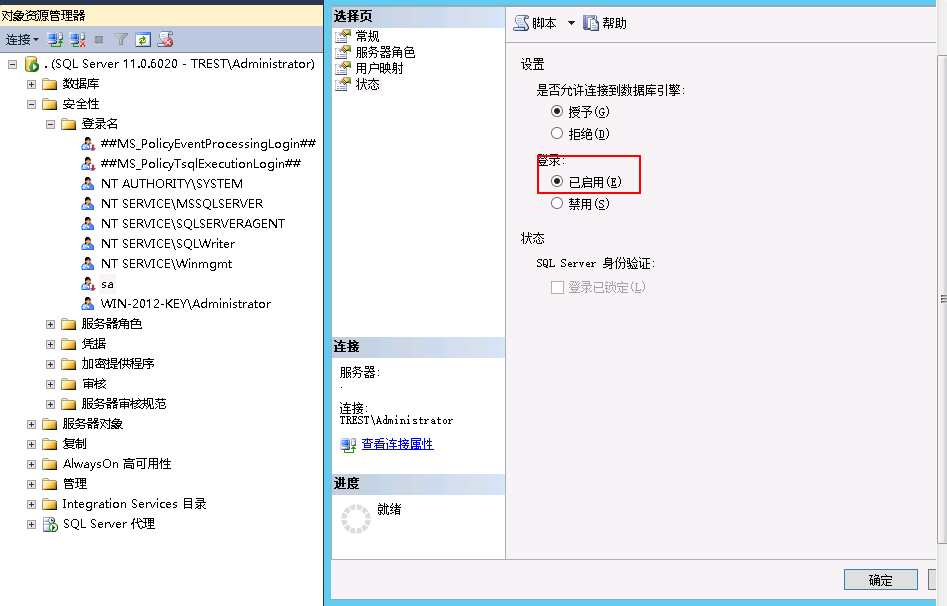 对象资源管理器
连接
. (SQL Server 11.0.6020 - TREST\Administrator)
数据库
安全性
登录名
##MS_PolicyEventProcessingLogin##
##MS_PolicyTsqlExecutionLogin##
NT AUTHORITY\SYSTEM
NT SERVICE\MSSQLSERVER
NT SERVICE\SQLSERVERAGENT
NT SERVICE\SQLWriter
NT SERVICE\Winmgmt
sa
WIN-2012-KEY\Administrator
服务器角色
凭据
加密提供程序
审核
服务器审核规范
服务器对象
复制
AlwaysOn 高可用性
管理
Integration Services 目录
SQL Server 代理
选择页
常规
服务器角色
用户映射
状态
连接
服务器:
.
连接:
TREST\Administrator
查看连接属性
进度
就绪
脚本 帮助
设置
是否允许连接到数据库引擎:
授予(G)
拒绝(D)
登录:
已启用(E)
禁用(S)
状态
SQL Server 身份验证:
登录已锁定(L)
确定